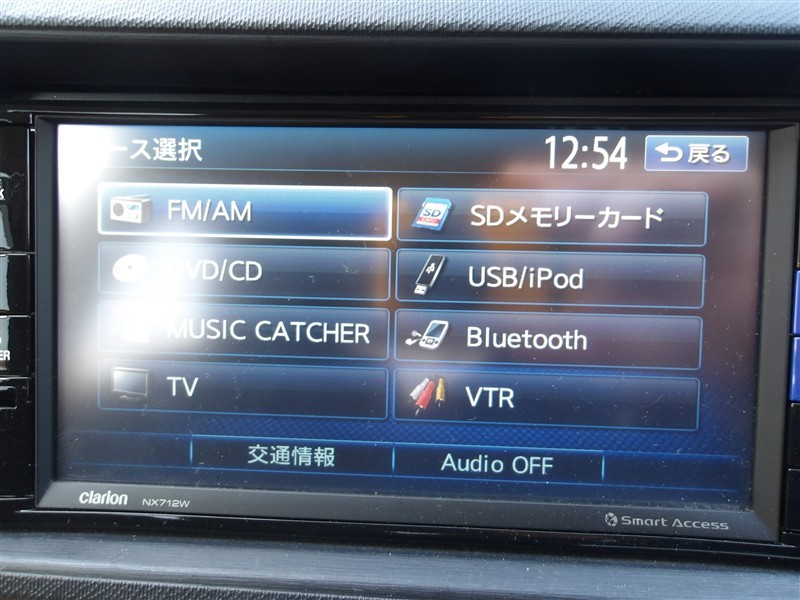 ース選択
12:54
戻る
FM/AM
SDメモリーカード
VD/CD
USB/iPod
MUSIC CATCHER
Bluetooth
TV
VTR
交通情報
Audio OFF
clarion NX712W
Smart Access